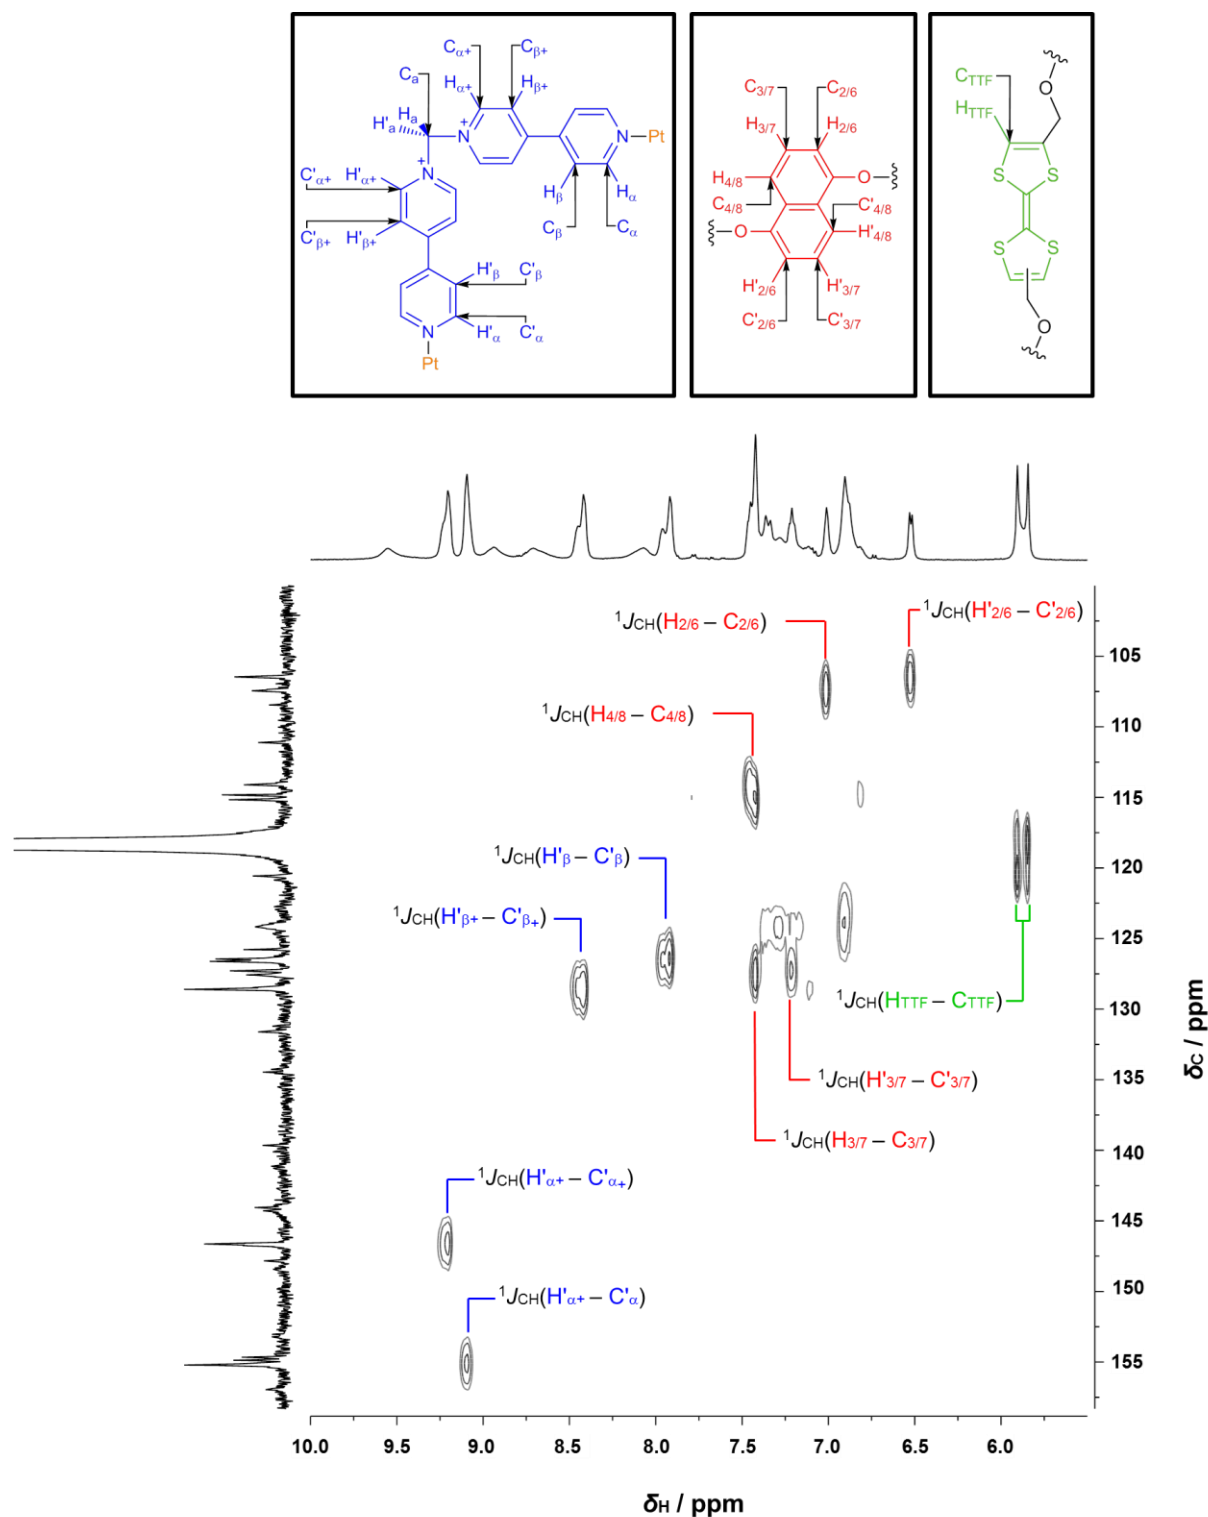 Cα+ Cβ+
Ca Hα+ Hβ+
Ha
H'a N + N Pt
+
N
C'α+ H'α+
Hβ Hα
C'β+ H'β+
Cβ Cα
H'β C'β
N H'α C'α
Pt
C3/7 C2/6
H3/7 H2/6
H4/8 O
C4/8 C'4/8
O H'4/8
H'2/6 H'3/7
C'2/6 C'3/7
CTTF O
HTTF
S S
S S
O
1JCH(H2/6 – C2/6)
1JCH(H'2/6 – C'2/6)
1JCH(H4/8 – C4/8)
1JCH(H'β – C'β)
1JCH(H'β+ – C'β+)
1JCH(HTTF – CTTF)
1JCH(H'3/7 – C'3/7)
1JCH(H3/7 – C3/7)
1JCH(H'α+ – C'α+)
1JCH(H'α+ – C'α)
105
110
115
120
125
130
135
140
145
150
155
δC / ppm
10.0 9.5 9.0 8.5 8.0 7.5 7.0 6.5 6.0
δH / ppm